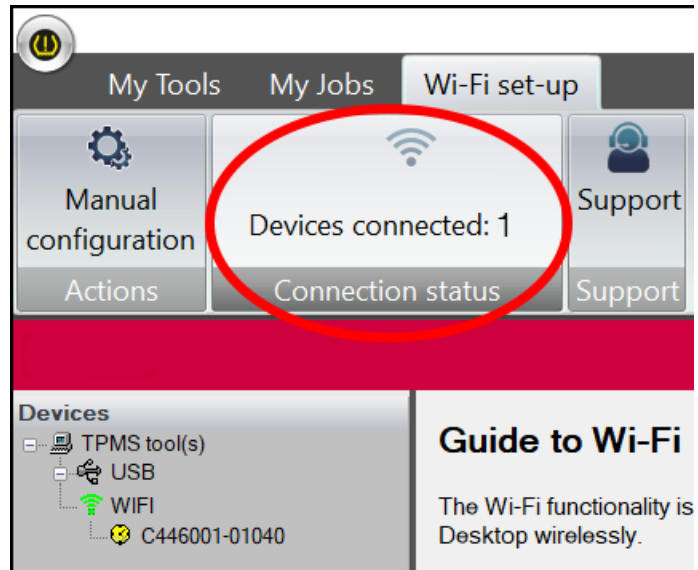 My Tools My Jobs Wi-Fi set-up
Manual
configuration
Actions
Devices connected: 1
Connection status
Support
Support
Devices
TPMS tool(s)
USB
WIFI
C446001-01040
Guide to Wi-Fi
The Wi-Fi functionality is
Desktop wirelessly.